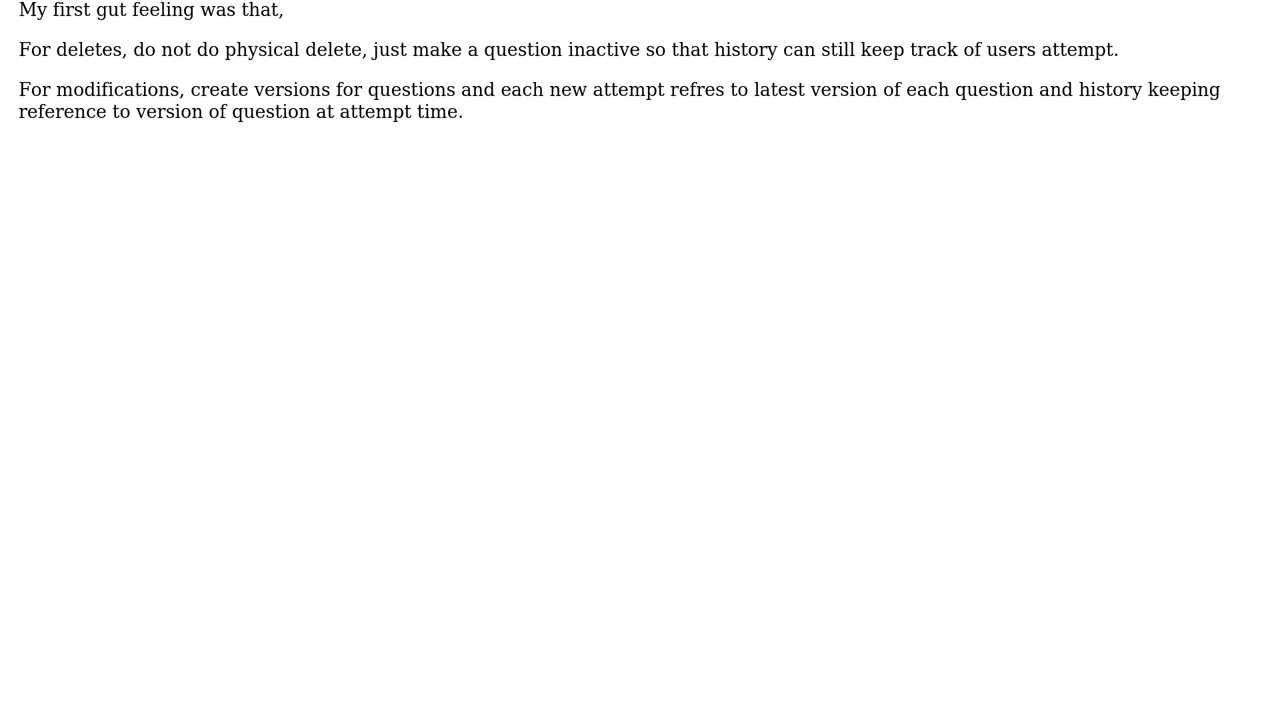 My first gut feeling was that,
For deletes, do not do physical delete, just make a question inactive so that history can still keep track of users attempt.
For modifications, create versions for questions and each new attempt refres to latest version of each question and history keeping
reference to version of question at attempt time.